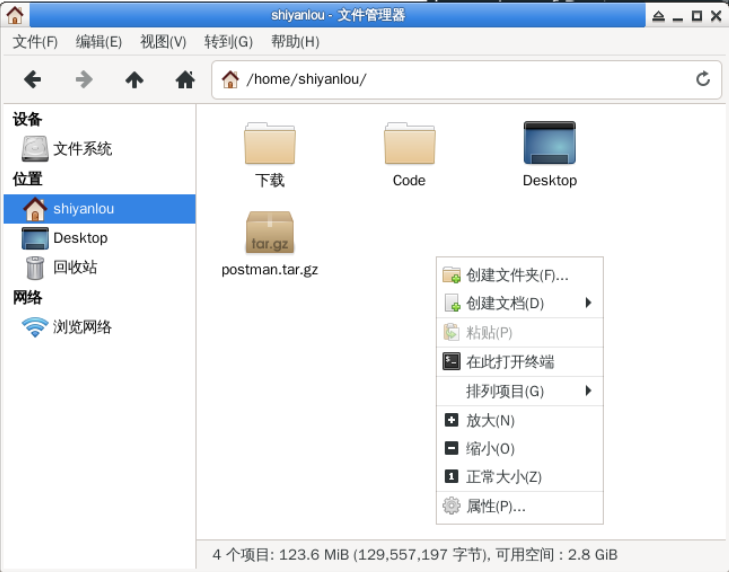 shiyanlou - 文件管理器
文件(F) 编辑(E) 视图(V) 转到(G) 帮助(H)
/home/shiyanlou/
设备
文件系统
位置
shiyanlou
Desktop
回收站
网络
浏览网络
下载 Code Desktop
tar.gz
postman.tar.gz
创建文件夹(F)...
创建文档(D)
粘贴(P)
在此打开终端
排列项目(G)
放大(N)
缩小(O)
1 正常大小(Z)
属性(P)...
4 个项目: 123.6 MiB (129,557,197 字节), 可用空间：2.8 GiB